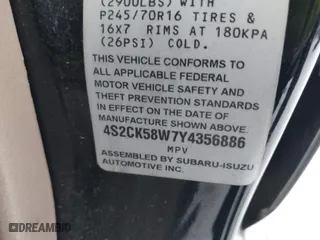 (2900LBS) WITH
P245/70R16 TIRES &
16X7 RIMS AT 180KPA
(26PSI) COLD.
THIS VEHICLE CONFORMS TO
ALL APPLICABLE FEDERAL
MOTOR VEHICLE SAFETY AND
THEFT PREVENTION
STANDARDS IN EFFECT ON
THE DATE OF
MANUFACTURE SHOWN
ABOVE.
4S2CK58W7Y4356886
MPV
ASSEMBLED BY SUBARU-ISUZU
AUTOMOTIVE INC.
© DREAMBID